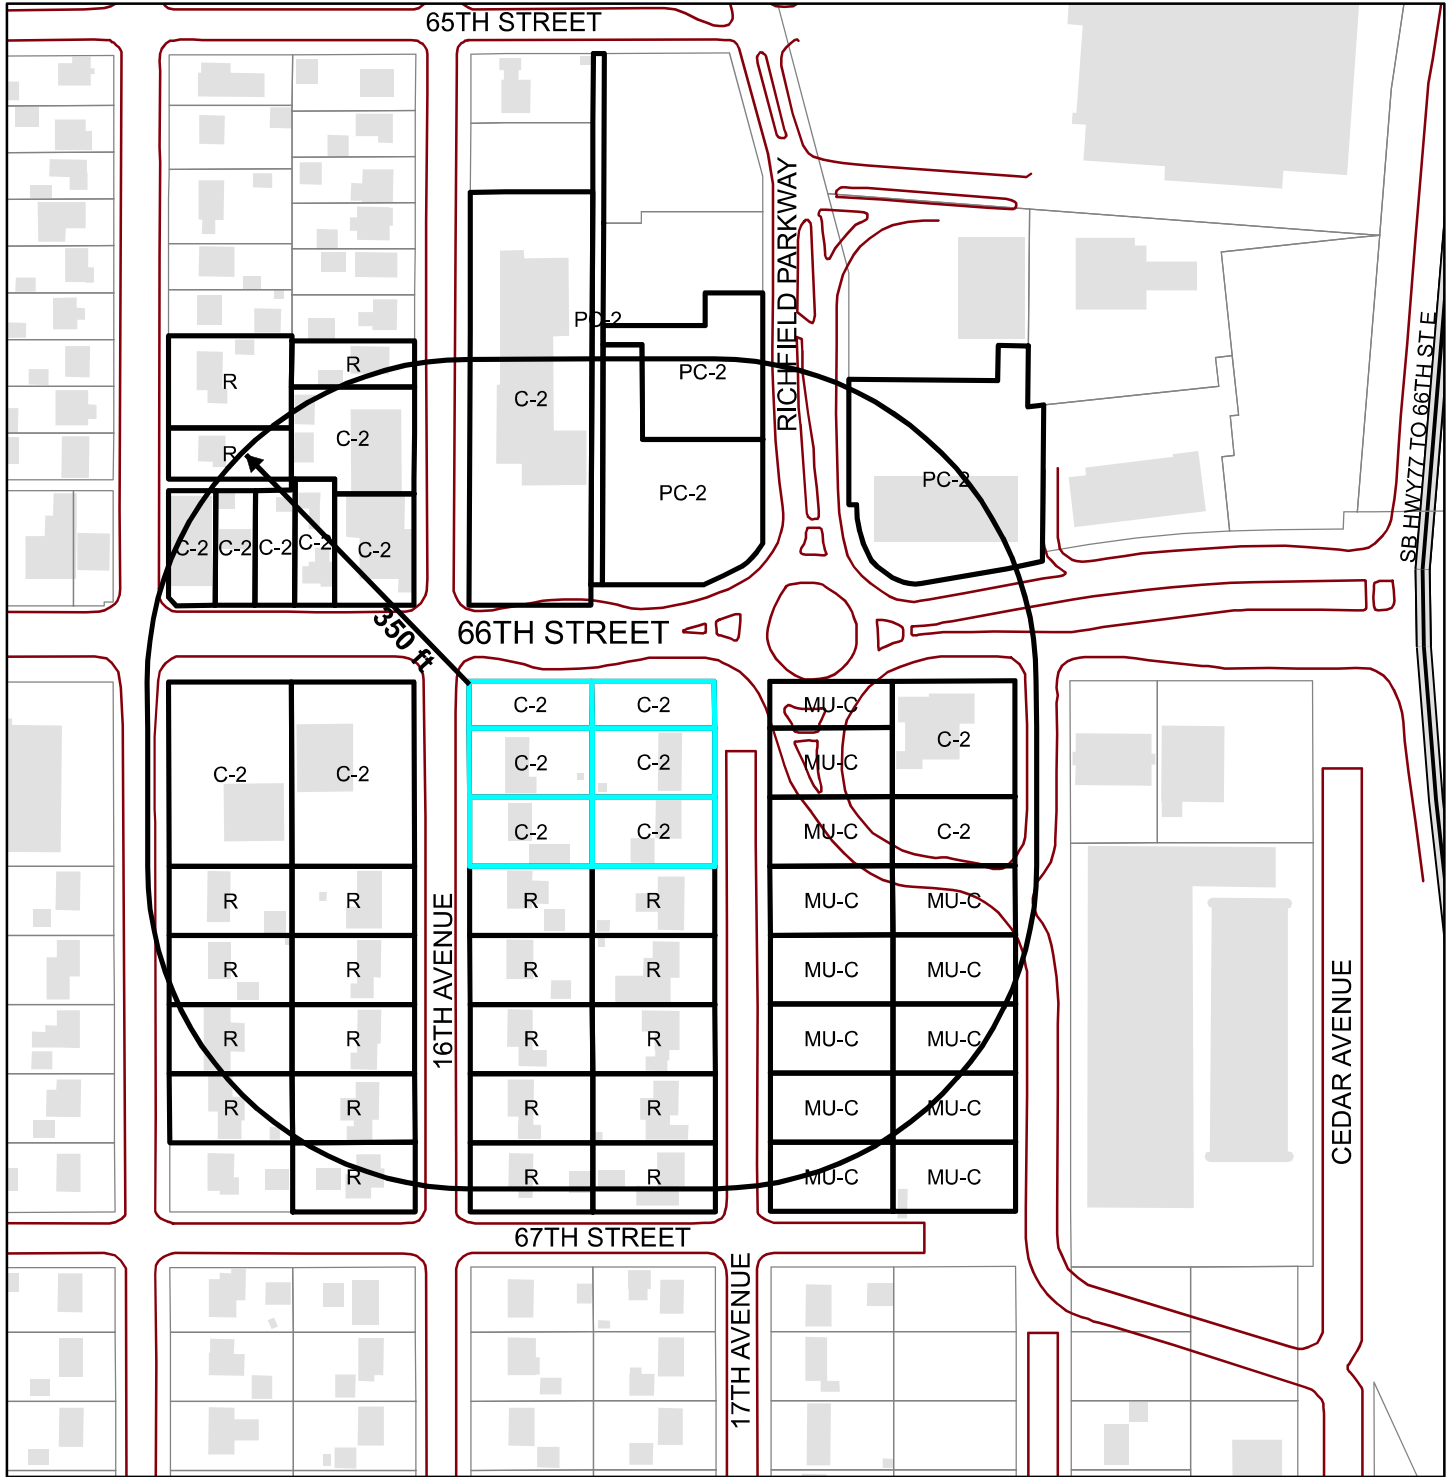 65TH STREET
RICHFIELD PARKWAY
SB HWY77 TO 66TH ST E
PC-2
R
R
PC-2
R
C-2
C-2
PC-2
PC-2
C-2
C-2
C-2
C-2
C-2
350 ft
66TH STREET
C-2
C-2
MU-C
C-2
C-2
C-2
C-2
C-2
MU-C
C-2
C-2
MU-C
C-2
R
R
R
R
MU-C
MU-C
16TH AVENUE
R
R
R
R
MU-C
MU-C
R
R
R
R
MU-C
MU-C
CEDAR AVENUE
R
R
R
R
MU-C
MU-C
R
R
R
MU-C
MU-C
67TH STREET
17TH AVENUE